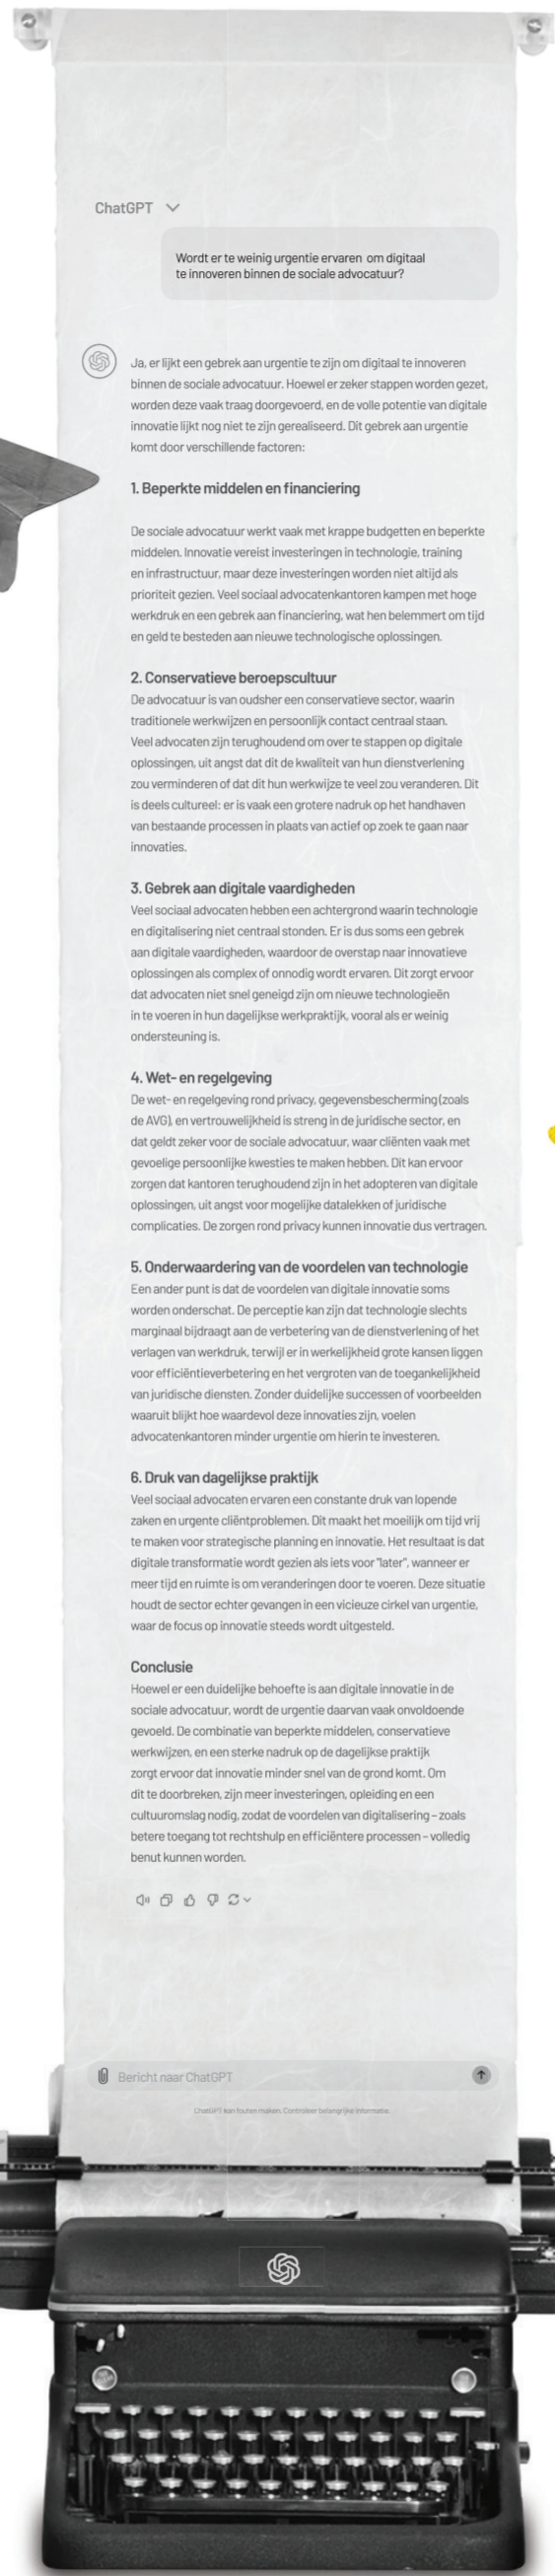 ChatGPT
Wordt er te weinig urgentie ervaren om digitaal
te innoveren binnen de sociale advocatuur?
Ja, er lijkt een gebrek aan urgentie te zijn om digitaal te innoveren
binnen de sociale advocatuur. Hoewel er zeker stappen worden gezet,
worden deze vaak traag doorgevoerd, en de volle potentie van digitale
innovatie lijkt nog niet te zijn gerealiseerd. Dit gebrek aan urgentie
komt door verschillende factoren:
1. Beperkte middelen en financiering
De sociale advocatuur werkt vaak met krappe budgetten en beperkte
middelen. Innovatie vereist investeringen in technologie, training
en infrastructuur, maar deze investeringen worden niet altijd als
prioriteit gezien. Veel sociaal advocatenkantoren kampen met hoge
werkdruk en een gebrek aan financiering, wat hen belemmert om tijd
en geld te besteden aan nieuwe technologische oplossingen.
2. Conservatieve beroepscultuur
De advocatuur is van oudsher een conservatieve sector, waarin
traditionele werkwijzen en persoonlijk contact centraal staan.
Veel advocaten zijn terughoudend om over te stappen op digitale
oplossingen, uit angst dat dit de kwaliteit van hun dienstverlening
zou verminderen of dat dit hun werkwijze te veel zou veranderen. Dit
is deels cultureel: er is vaak een grotere nadruk op het handhaven
van bestaande processen in plaats van actief op zoek te gaan naar
innovaties.
3. Gebrek aan digitale vaardigheden
Veel sociaal advocaten hebben een achtergrond waarin technologie
en digitalisering niet centraal stonden. Er is dus soms een gebrek
aan digitale vaardigheden, waardoor de overstap naar innovatieve
oplossingen als complex of onnodig wordt ervaren. Dit zorgt ervoor
dat advocaten niet snel geneigd zijn om nieuwe technologieën
in te voeren in hun dagelijkse werkpraktijk, vooral als er weinig
ondersteuning is.
4. Wet- en regelgeving
De wet- en regelgeving rond privacy, gegevensbescherming (zoals
de AVG), en vertrouwelijkheid is streng in de juridische sector, en
dat geldt zeker voor de sociale advocatuur, waar cliënten vaak met
gevoelige persoonlijke kwesties te maken hebben. Dit kan ervoor
zorgen dat kantoren terughoudend zijn in het adopteren van digitale
oplossingen, uit angst voor mogelijke datalekken of juridische
complicaties. De zorgen rond privacy kunnen innovatie dus vertragen.
5. Onderwaardering van de voordelen van technologie
Een ander punt is dat de voordelen van digitale innovatie soms
worden onderschat. De perceptie kan zijn dat technologie slechts
marginaal bijdraagt aan de verbetering van de dienstverlening of het
verlagen van werkdruk, terwijl er in werkelijkheid grote kansen liggen
voor efficiëntieverbetering en het vergroten van de toegankelijkheid
van juridische diensten. Zonder duidelijke successen of voorbeelden
waaruit blijkt hoe waardevol deze innovaties zijn, voelen
advocatenkantoren minder urgentie om hierin te investeren.
6. Druk van dagelijkse praktijk
Veel sociaal advocaten ervaren een constante druk van lopende
zaken en urgente cliëntproblemen. Dit maakt het moeilijk om tijd vrij
te maken voor strategische planning en innovatie. Het resultaat is dat
digitale transformatie wordt gezien als iets voor "later", wanneer er
meer tijd en ruimte is om veranderingen door te voeren. Deze situatie
houdt de sector echter gevangen in een vicieuze cirkel van urgentie,
waar de focus op innovatie steeds wordt uitgesteld.
Conclusie
Hoewel er een duidelijke behoefte is aan digitale innovatie in de
sociale advocatuur, wordt de urgentie daarvan vaak onvoldoende
gevoeld. De combinatie van beperkte middelen, conservatieve
werkwijzen, en een sterke nadruk op de dagelijkse praktijk
zorgt ervoor dat innovatie minder snel van de grond komt. Om
dit te doorbreken, zijn meer investeringen, opleiding en een
cultuuromslag nodig, zodat de voordelen van digitalisering – zoals
betere toegang tot rechtshulp en efficiëntere processen – volledig
benut kunnen worden.
Bericht naar ChatGPT
ChatGPT kan fouten maken. Controleer belangrijke informatie.